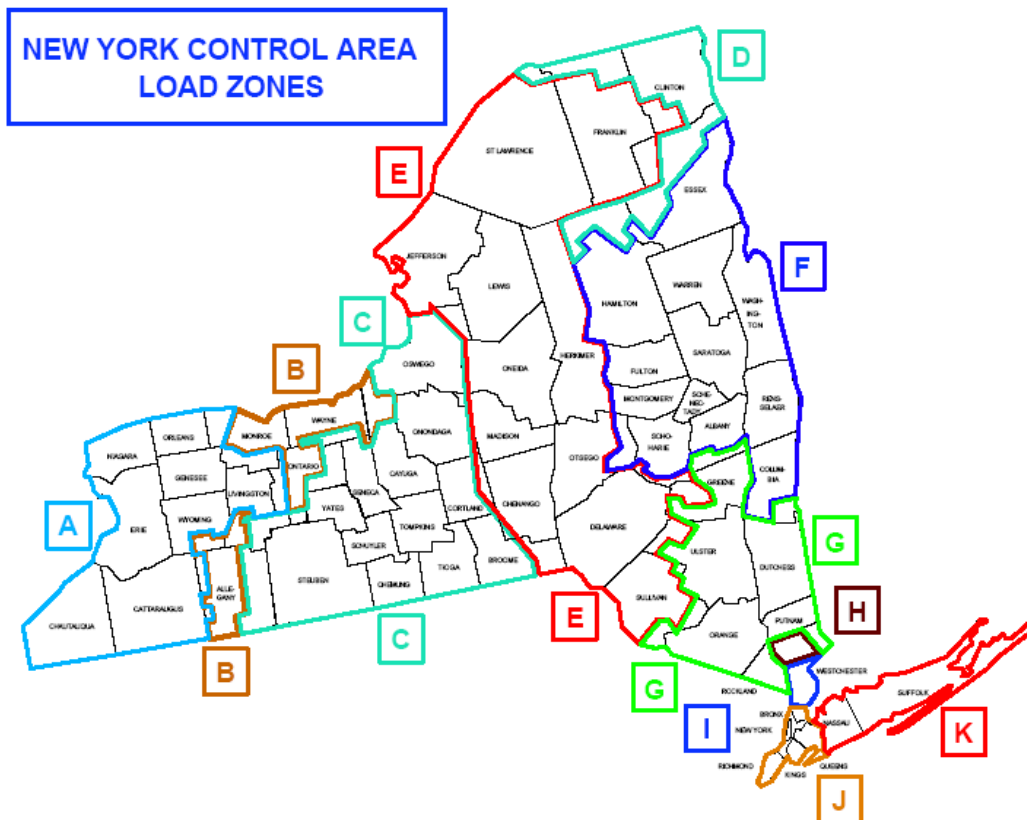 NEW YORK CONTROL AREA
LOAD ZONES
D
CLINTON
FRANKLIN
ST LAWRENCE
E
ESSEX
JEFFERSON
F
LEWIS
WARREN
HAMILTON
WASH-
ING-
TON
C
OSWEGO
HERKIMER
SARATOGA
ONEIDA
B
FULTON
MONTGOMERY
SCHE-
NEC-
TADY
RENS-
SELAER
WAYNE
ORLEANS
MONROE
ONONDAGA
MADISON
ALBANY
SCHO-
HARIE
NIAGARA
ONTARIO
OTSEGO
GENESEE
CAYUGA
COLUM-
BIA
GREENE
LIVINGSTON
SENECA
A
ERIE
WYOMING
YATES
CORTLAND
CHENANGO
TOMPKINS
DELAWARE
G
SCHUYLER
ULSTER
BROOME
TIOGA
DUTCHESS
STEUBEN
CHEMUNG
ALLE-
GANY
SULLIVAN
CATTARAUGUS
E
H
CHAUTAUQUA
PUTNAM
C
ORANGE
B
G
WESTCHESTER
ROCKLAND
SUFFOLK
BRONX
I
NASSAU
NEW YORK
K
RICHMOND
QUEENS
KINGS
J